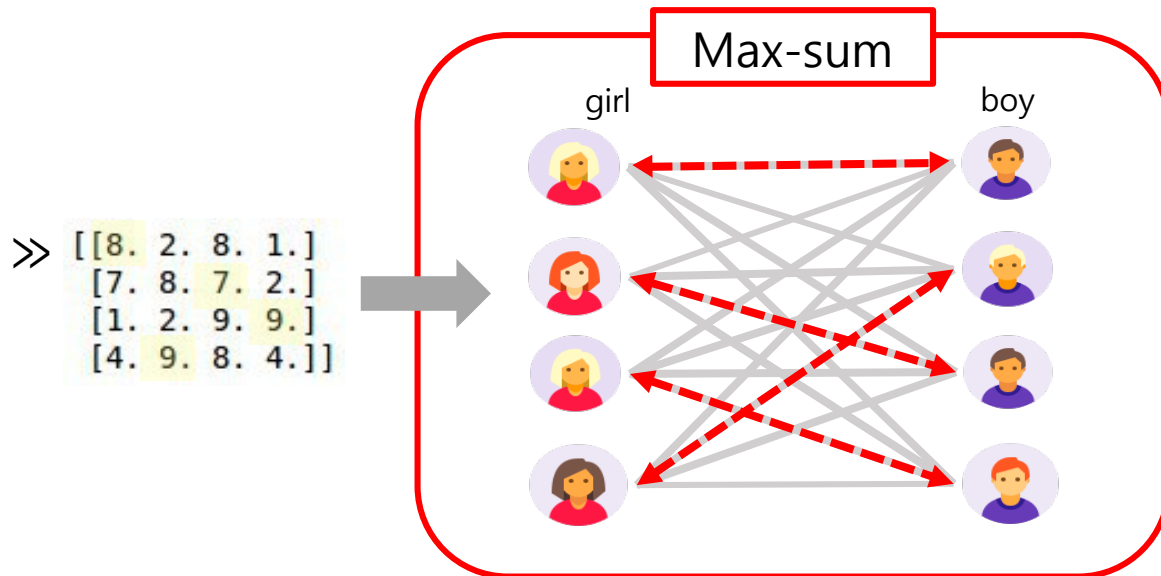 Max-sum
girl
boy
≫ [[8. 2. 8. 1.]
[7. 8. 7. 2.]
[1. 2. 9. 9.]
[4. 9. 8. 4.]]